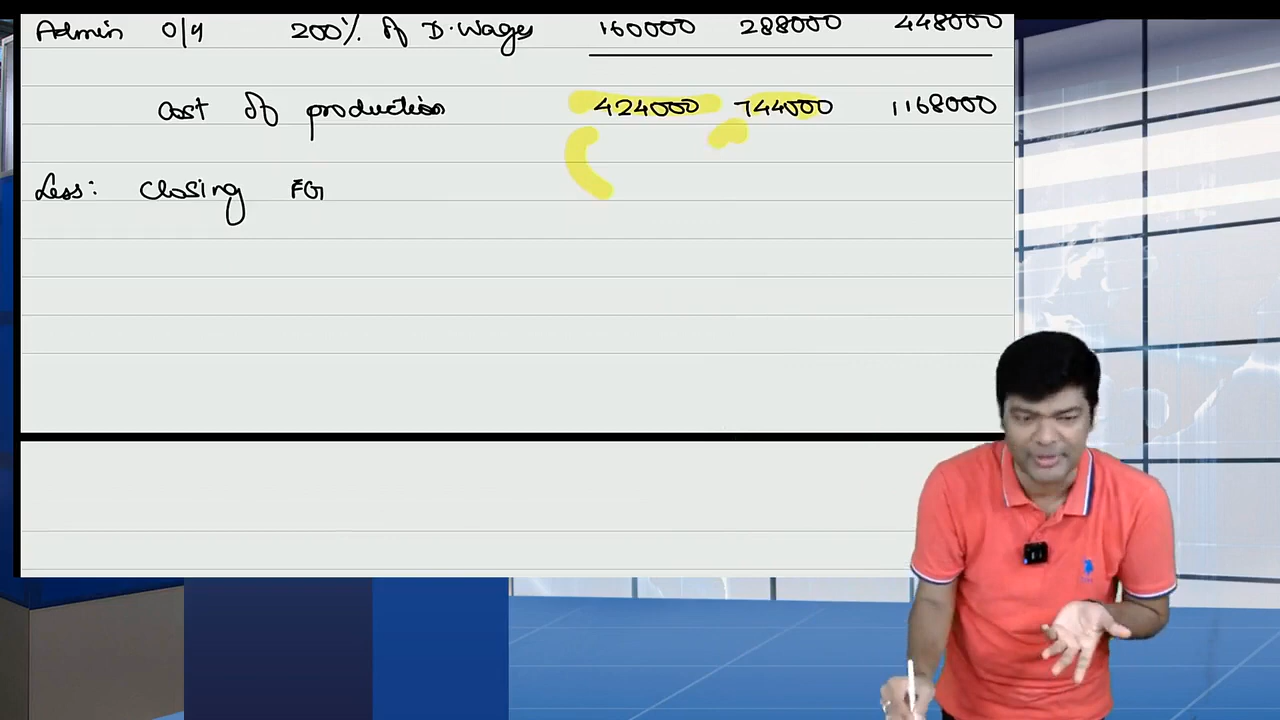 Admin O/H 200% of D.Wages 160000 288000 448000
Cost of production 424000 744000 1168000
Less: Closing FG